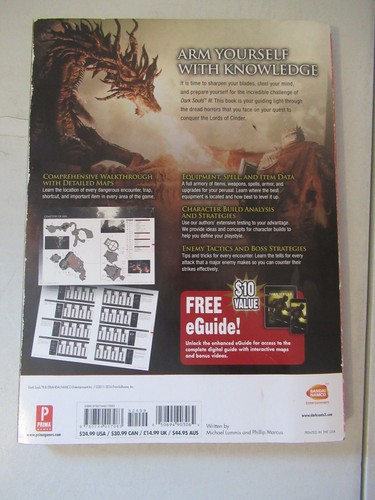 ARM YOURSELF
WITH KNOWLEDGE
It is time to sharpen your blades, steel your mind,
and prepare yourself for the incredible challenge of
Dark Souls™ III! This book is your guiding light through
the dread horrors that you face on your quest to
conquer the Lords of Cinder.
COMPREHENSIVE WALKTHROUGH
WITH DETAILED MAPS
Learn the location of every dangerous encounter, trap,
shortcut, and important item in every area of the game
EQUIPMENT, SPELL, AND ITEM DATA
A full armory of items, weapons, spells, armor, and
upgrades for your perusal. Learn where the best
equipment is located and how best to level it up.
CHARACTER BUILD ANALYSIS
AND STRATEGIES
Use our authors' extensive testing to your advantage.
We provide ideas and concepts for character builds to
help you define your playstyle.
ENEMY TACTICS AND BOSS STRATEGIES
Tips and tricks for every encounter. Learn the tells for every
attack that a major enemy makes so you can counter their
strikes effectively.
$10
VALUE
FREE
eGuide!
Unlock the enhanced eGuide for access to the
complete digital guide with interactive maps
and bonus videos.
PRIMA
GAMES
www.primagames.com
$24.99 USA / $30.99 CAN / £14.99 UK / $44.95 AUS
Written by
Michael Lummis and Phillip Marcus
BANDAI
NAMCO
Entertainment
www.darksouls3.com
PRINTED IN THE USA